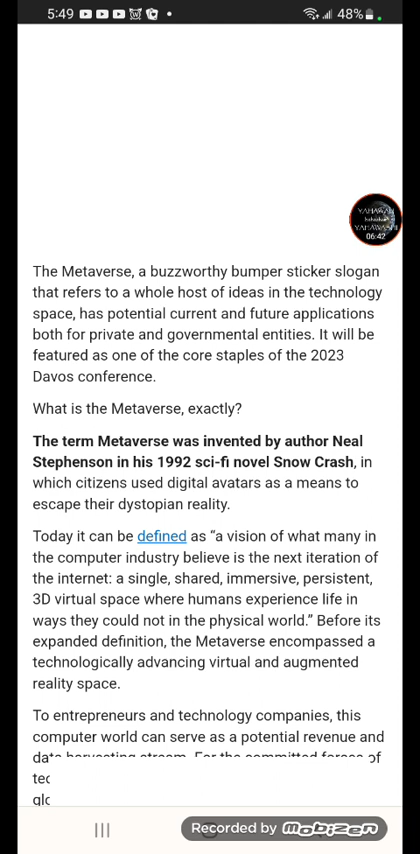 5:49
48%
YAHAWAH
YAHAWASHI
06:42
The Metaverse, a buzzworthy bumper sticker slogan
that refers to a whole host of ideas in the technology
space, has potential current and future applications
both for private and governmental entities. It will be
featured as one of the core staples of the 2023
Davos conference.
What is the Metaverse, exactly?
The term Metaverse was invented by author Neal
Stephenson in his 1992 sci-fi novel Snow Crash, in
which citizens used digital avatars as a means to
escape their dystopian reality.
Today it can be defined as “a vision of what many in
the computer industry believe is the next iteration of
the internet: a single, shared, immersive, persistent,
3D virtual space where humans experience life in
ways they could not in the physical world.” Before its
expanded definition, the Metaverse encompassed a
technologically advancing virtual and augmented
reality space.
To entrepreneurs and technology companies, this
computer world can serve as a potential revenue and
data harvesting stream. For the committed forces of
Recorded by Mobizen